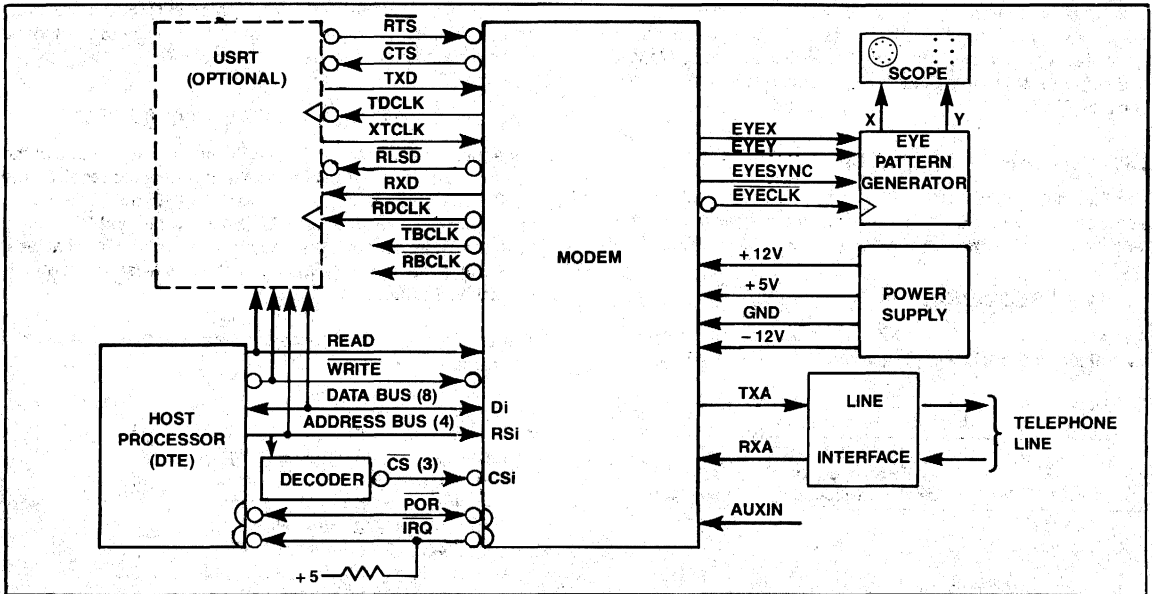 USRT
(OPTIONAL)
RTS
CTS
TXD
TDCLK
XTCLK
RLSD
RXD
RDCLK
TBCLK
RBCLK
MODEM
SCOPE
X
Y
EYEX
EYEY
EYESYNC
EYECLK
EYE
PATTERN
GENERATOR
+12V
+5V
GND
-12V
POWER
SUPPLY
HOST
PROCESSOR
(DTE)
READ
WRITE
DATA BUS (8)
Di
ADDRESS BUS (4)
RSi
DECODER
CS (3)
CSi
POR
IRQ
+5
TXA
RXA
LINE
INTERFACE
TELEPHONE
LINE
AUXIN